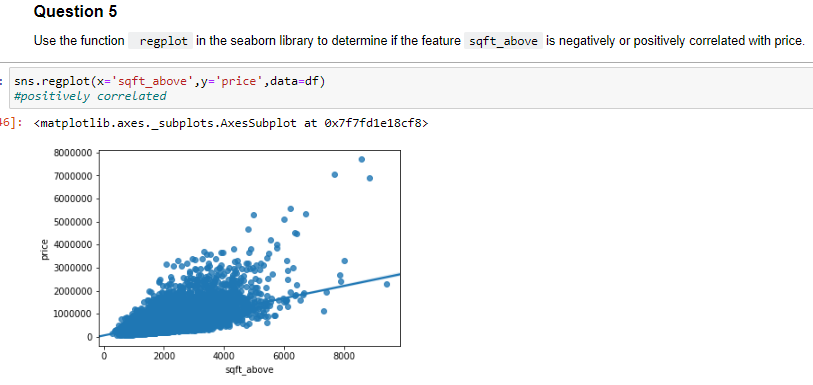 Question 5
Use the function regplot in the seaborn library to determine if the feature sqft_above is negatively or positively correlated with price.
: sns.regplot(x='sqft_above',y='price',data=df)
#positively correlated
46]: <matplotlib.axes._subplots.AxesSubplot at 0x7f7fd1e18cf8>
8000000
7000000
6000000
5000000
4000000
3000000
2000000
1000000
0
price
0 2000 4000 6000 8000
sqft_above